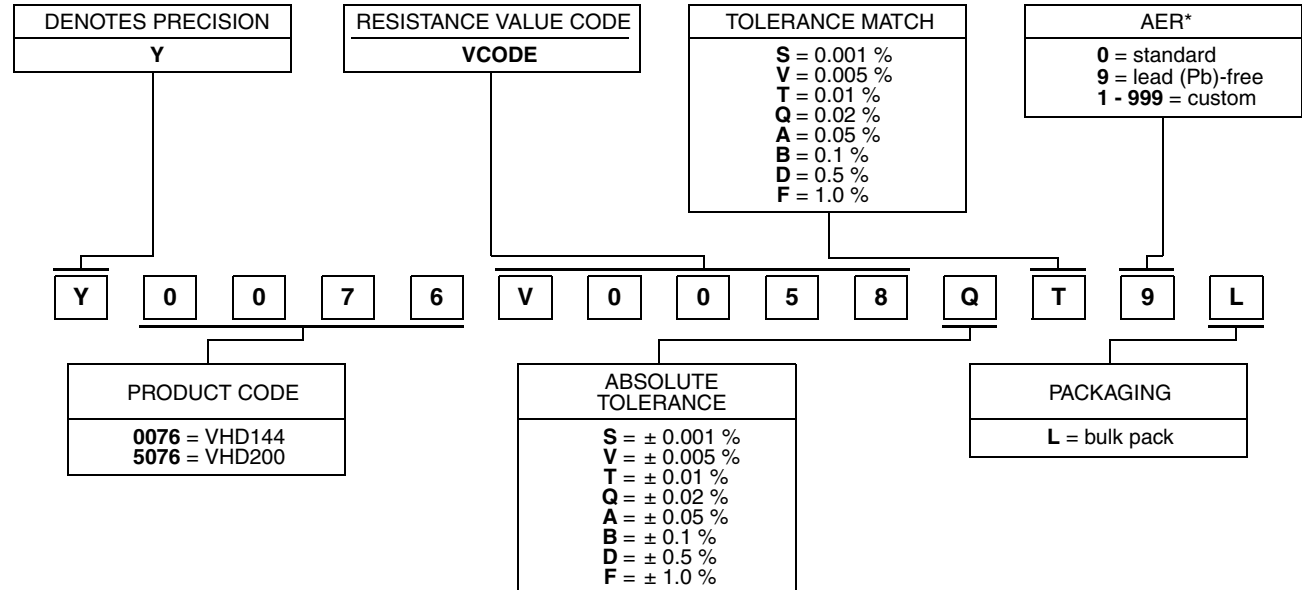 DENOTES PRECISION
Y
RESISTANCE VALUE CODE
VCODE
TOLERANCE MATCH
S = 0.001 %
V = 0.005 %
T = 0.01 %
Q = 0.02 %
A = 0.05 %
B = 0.1 %
D = 0.5 %
F = 1.0 %
AER*
0 = standard
9 = lead (Pb)-free
1 - 999 = custom
Y 0 0 7 6 V 0 0 5 8 Q T 9 L
PRODUCT CODE
0076 = VHD144
5076 = VHD200
ABSOLUTE
TOLERANCE
S = ± 0.001 %
V = ± 0.005 %
T = ± 0.01 %
Q = ± 0.02 %
A = ± 0.05 %
B = ± 0.1 %
D = ± 0.5 %
F = ± 1.0 %
PACKAGING
L = bulk pack